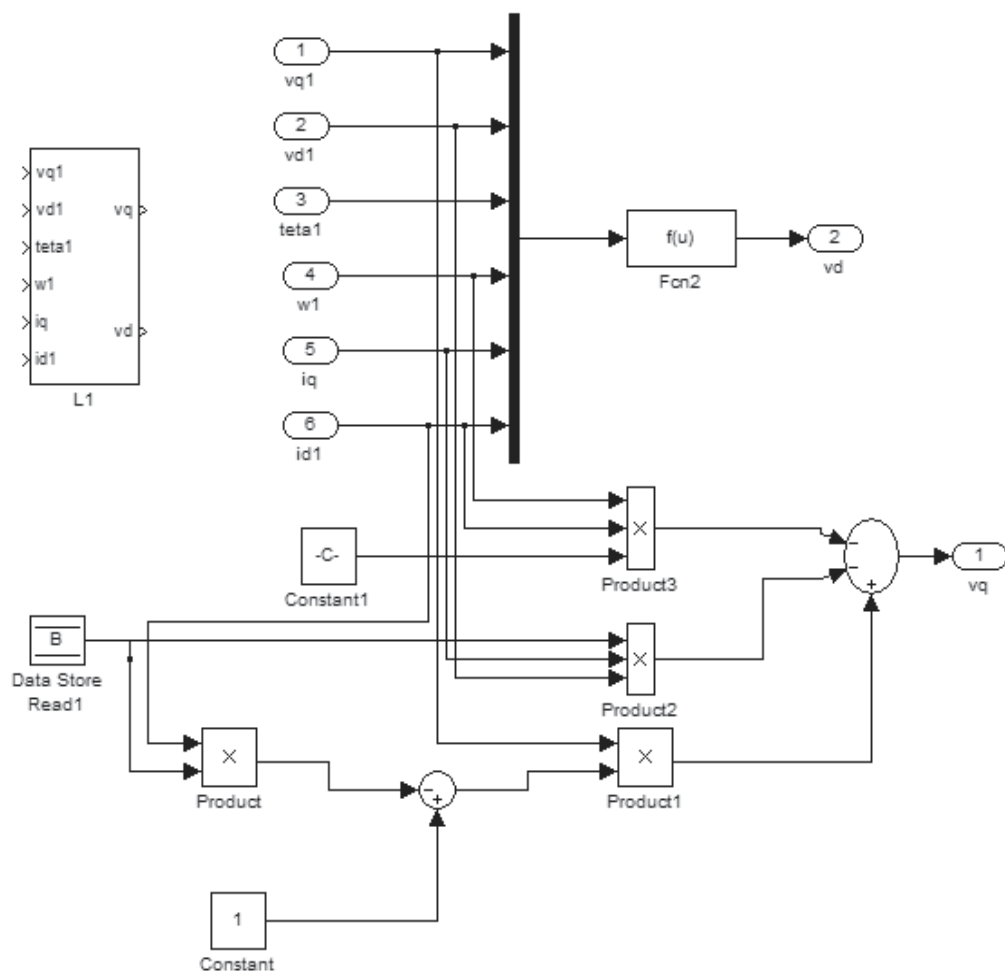 1
vq1
2
vd1
3
teta1
4
w1
5
iq
6
id1
vq1
vd1
teta1
w1
iq
id1
vq
vd
L1
f(u)
Fcn2
2
vd
-C-
Constant1
×
Product3
1
vq
B
Data Store
Read1
×
Product2
×
Product
×
Product1
1
Constant